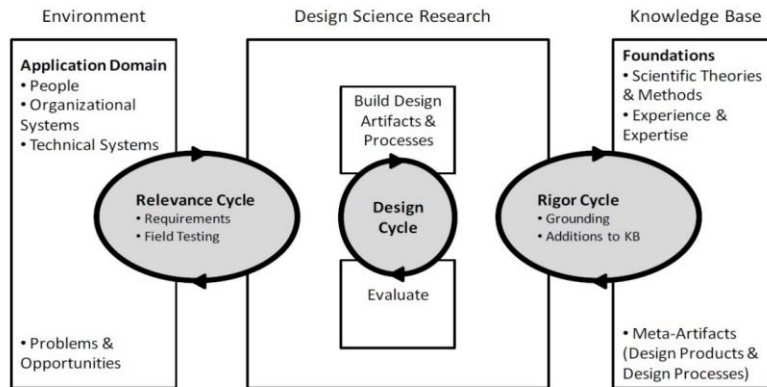 Environment
Design Science Research
Knowledge Base
Application Domain
• People
• Organizational
Systems
• Technical Systems
• Problems &
Opportunities
Relevance Cycle
• Requirements
• Field Testing
Build Design
Artifacts &
Processes
Design
Cycle
Evaluate
Rigor Cycle
• Grounding
• Additions to KB
Foundations
• Scientific Theories
& Methods
• Experience &
Expertise
• Meta-Artifacts
(Design Products &
Design Processes)